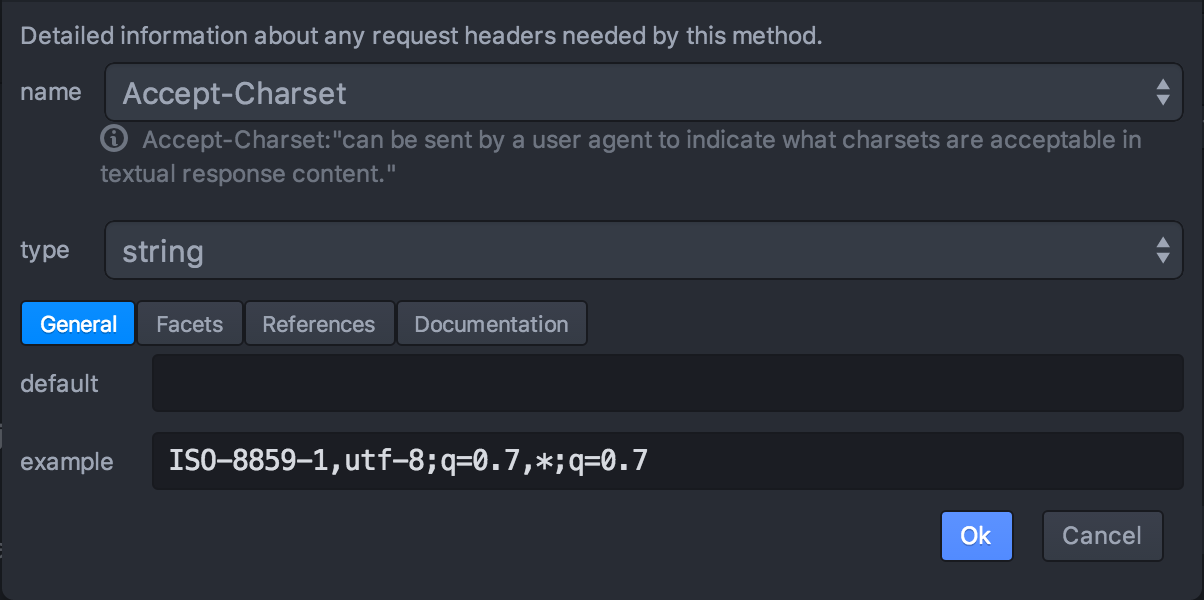 Detailed information about any request headers needed by this method.
name
Accept-Charset
Accept-Charset:"can be sent by a user agent to indicate what charsets are acceptable in
textual response content."
type
string
General Facets References Documentation
default
example
ISO-8859-1,utf-8;q=0.7,*;q=0.7
Ok Cancel